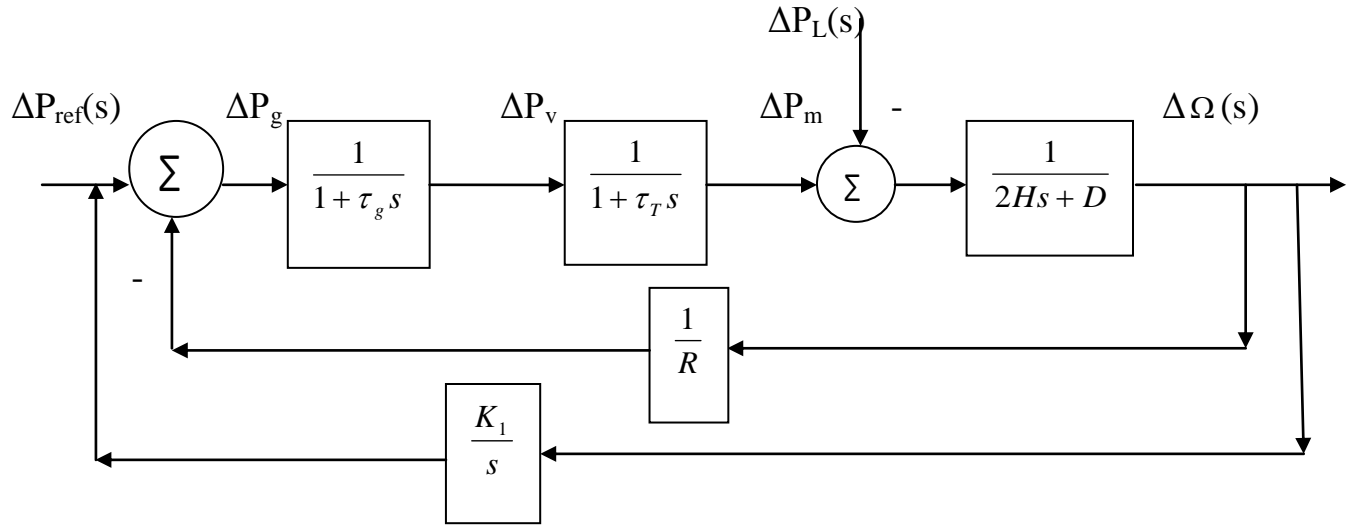 ΔP_L(s)
ΔP_ref(s) ΔP_g ΔP_v ΔP_m - ΔΩ(s)
Σ
1
1 + τ_g s
1
1 + τ_T s
Σ
1
2Hs + D
-
1
R
K_1
s